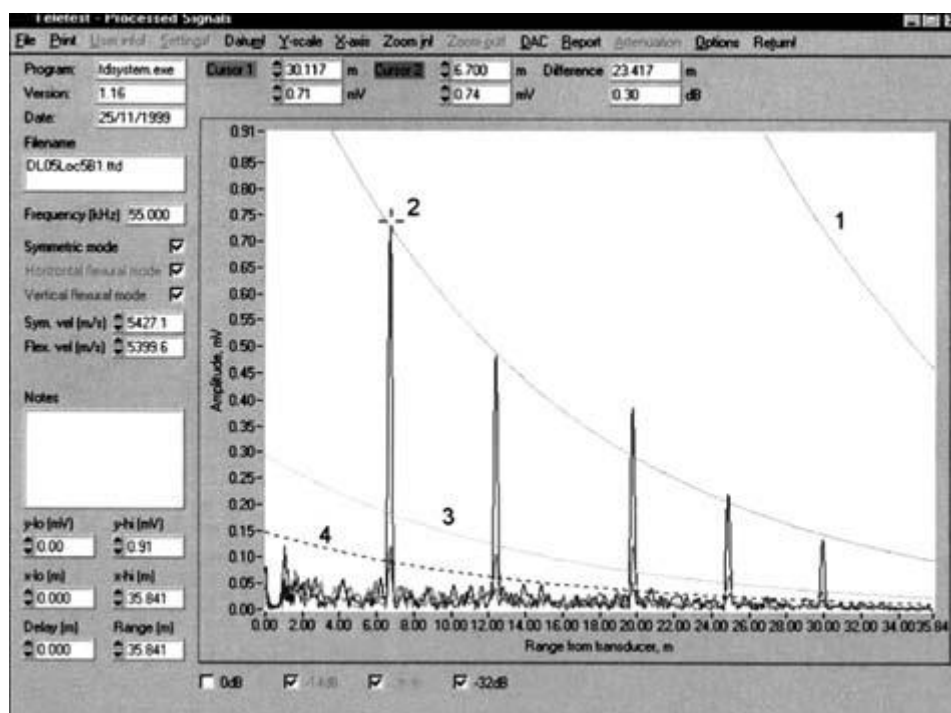 Teletest - Processed Signals
File Print User info! Settings! Datum! Y-scale X-axis Zoom in! Zoom out! DAC Report Attenuation Options Return!
Program: /tdsystem.exe
Version: 1.16
Date: 25/11/1999
Filename
DL05Loc5B1.ttd
Frequency (kHz) 55.000
Symmetric mode
Horizontal flexural mode
Vertical flexural mode
Sym. vel (m/s) 5427.1
Flex. vel (m/s) 5399.6
Notes
y-lo (mV) y-hi (mV)
0.00 0.91
x-lo (m) x-hi (m)
0.000 35.841
Delay (m) Range (m)
0.000 35.841
Cursor 1 30.117 m Cursor 2 6.700 m Difference 23.417 m
0.71 mV 0.74 mV 0.30 dB
0.91
0.85
0.80
0.75
0.70
0.65
0.60
0.55
0.50
0.45
0.40
0.35
0.30
0.25
0.20
0.15
0.10
0.05
0.00
Amplitude, mV
1
2
3
4
0.00 2.00 4.00 6.00 8.00 10.00 12.00 14.00 16.00 18.00 20.00 22.00 24.00 26.00 28.00 30.00 32.00 34.00 35.84
Range from transducer, m
0dB -14dB -32dB